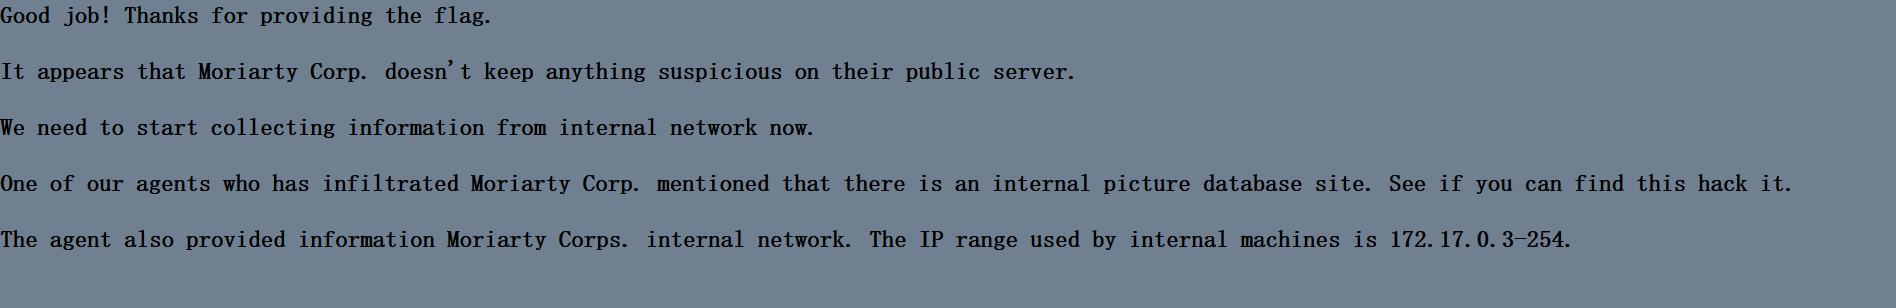 Good job! Thanks for providing the flag.
It appears that Moriarty Corp. doesn't keep anything suspicious on their public server.
We need to start collecting information from internal network now.
One of our agents who has infiltrated Moriarty Corp. mentioned that there is an internal picture database site. See if you can find this hack it.
The agent also provided information Moriarty Corps. internal network. The IP range used by internal machines is 172.17.0.3-254.